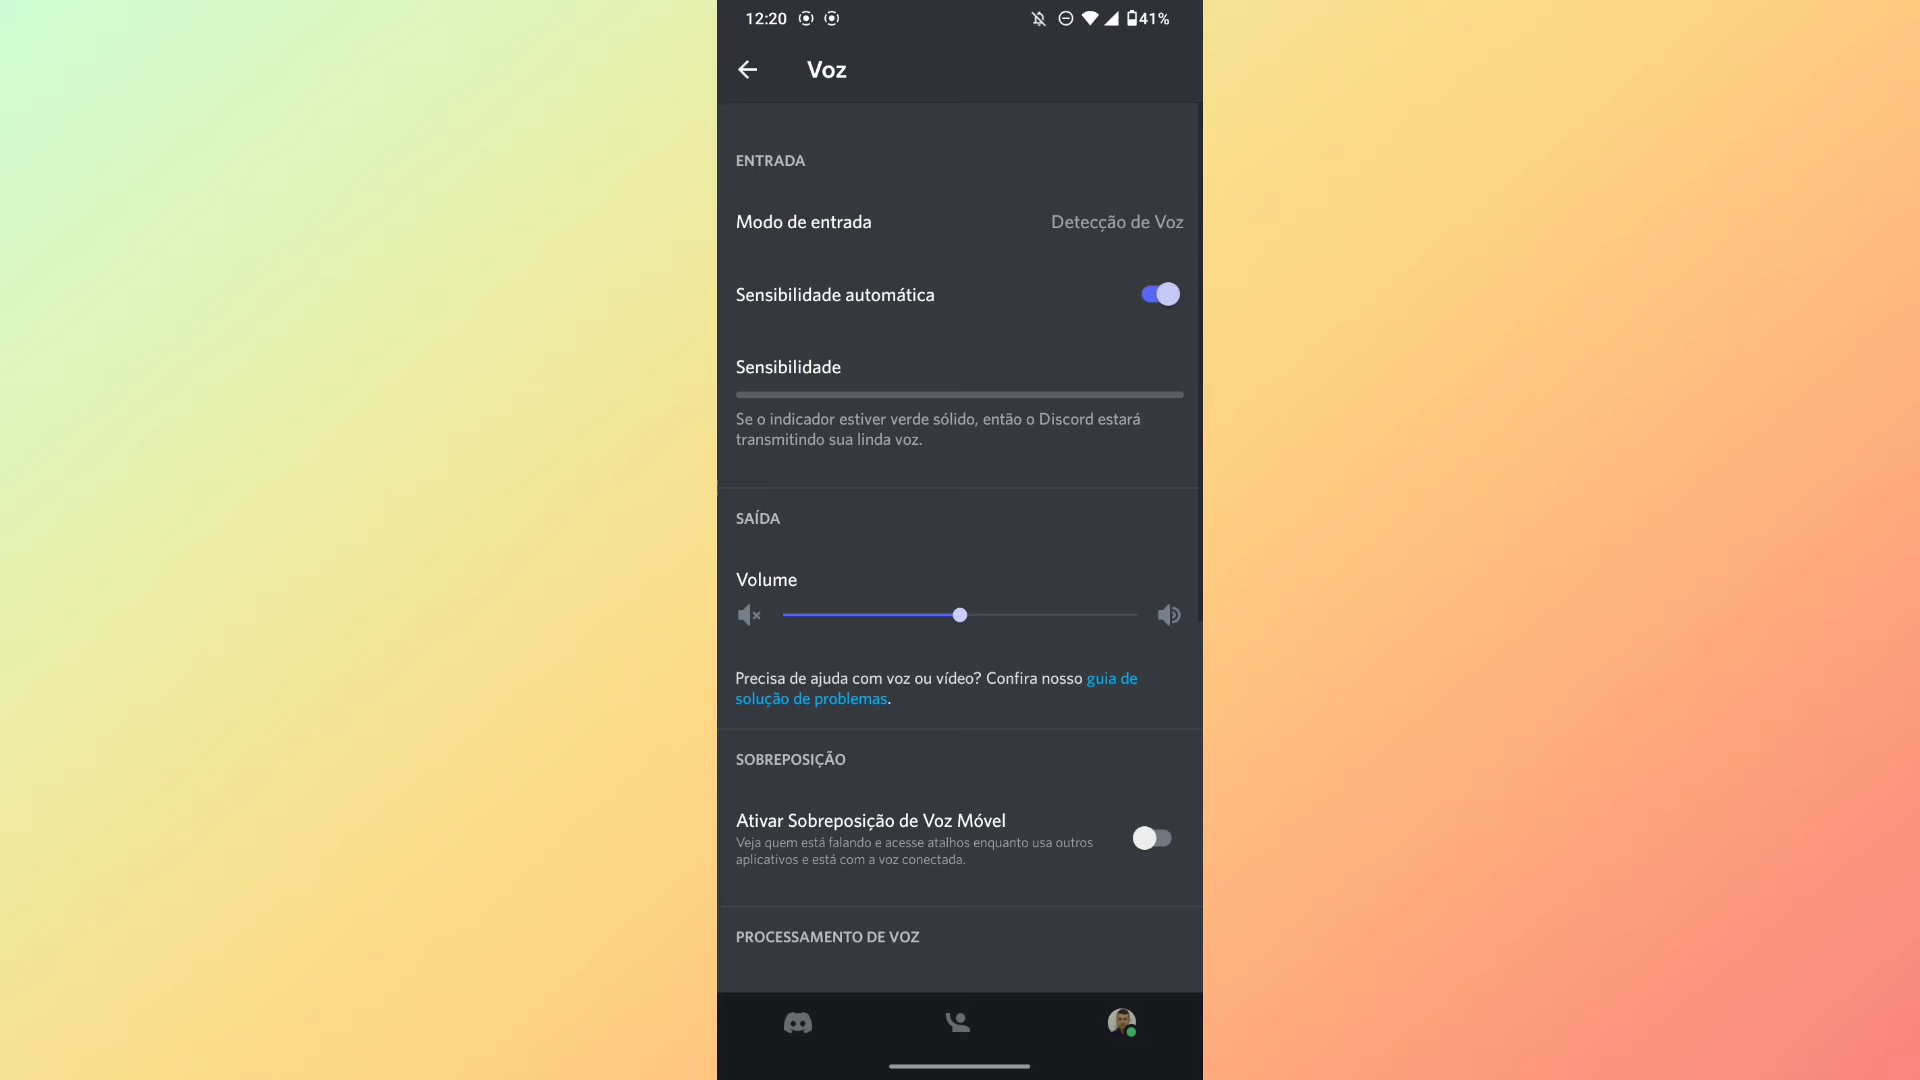 12:20
41%
Voz
ENTRADA
Modo de entrada
Detecção de Voz
Sensibilidade automática
Sensibilidade
Se o indicador estiver verde sólido, então o Discord estará
transmitindo sua linda voz.
SAÍDA
Volume
Precisa de ajuda com voz ou vídeo? Confira nosso guia de
solução de problemas.
SOBREPOSIÇÃO
Ativar Sobreposição de Voz Móvel
Veja quem está falando e acesse atalhos enquanto usa outros
aplicativos e está com a voz conectada.
PROCESSAMENTO DE VOZ